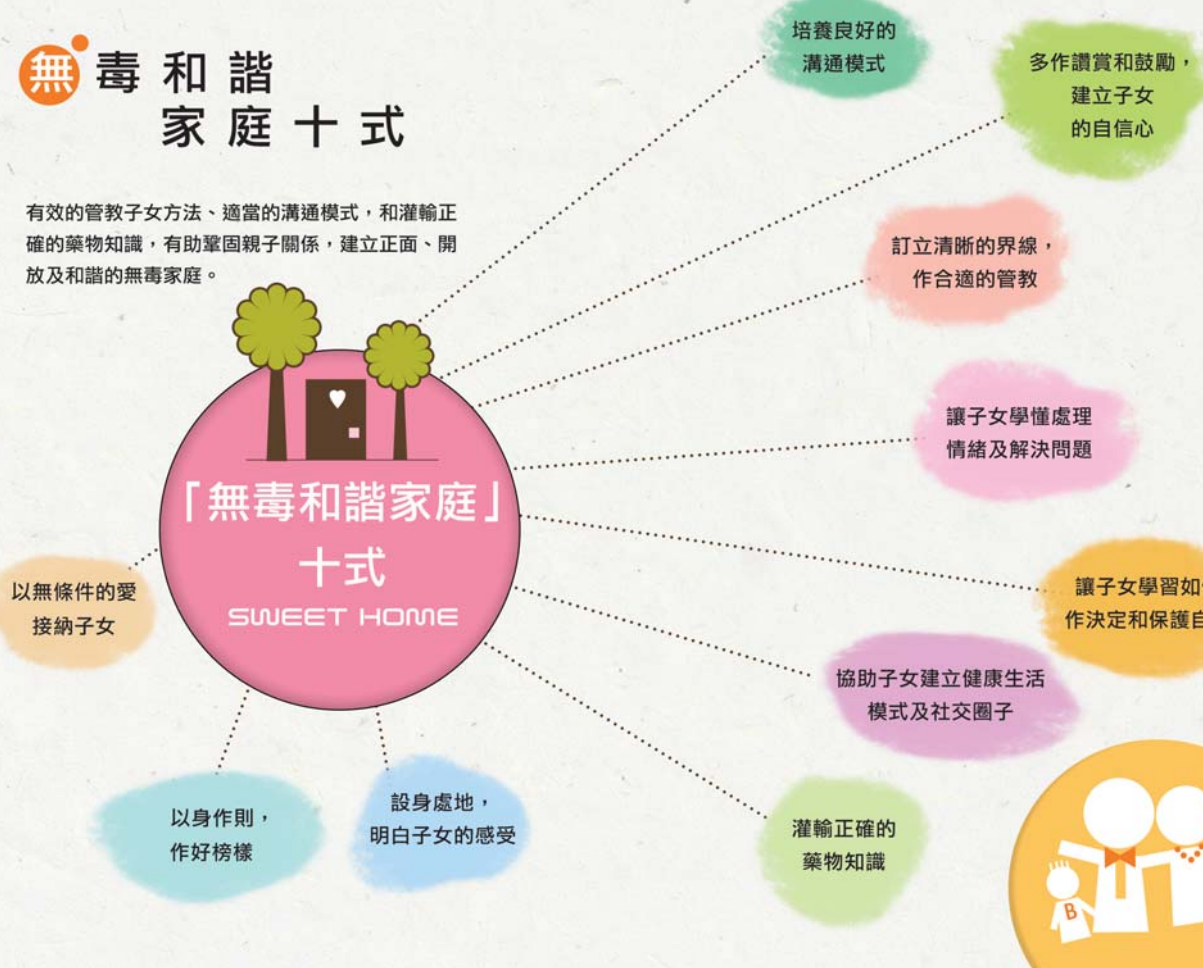 無毒和諧
家庭十式
有效的管教子女方法、適當的溝通模式，和灌輸正
確的藥物知識，有助鞏固親子關係，建立正面、開
放及和諧的無毒家庭。
培養良好的
溝通模式
多作讚賞和鼓勵，
建立子女
的自信心
訂立清晰的界線，
作合適的管教
讓子女學懂處理
情緒及解決問題
讓子女學習如
作決定和保護
協助子女建立健康生活
模式及社交圈子
灌輸正確的
藥物知識
設身處地，
明白子女的感受
以身作則，
作好榜樣
以無條件的愛
接納子女
「無毒和諧家庭」
十式
SWEET HOME
B